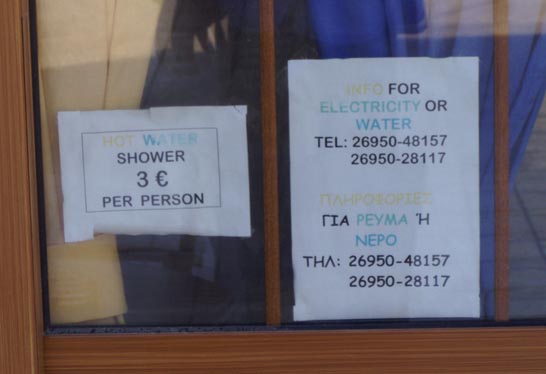 HOT WATER
SHOWER
3 €
PER PERSON
INFO FOR
ELECTRICITY OR
WATER
TEL: 26950-48157
26950-28117
ΠΛΗΡΟΦΟΡΙΕΣ
ΓΙΑ ΡΕΥΜΑ Ή
ΝΕΡΟ
ΤΗΛ: 26950-48157
26950-28117